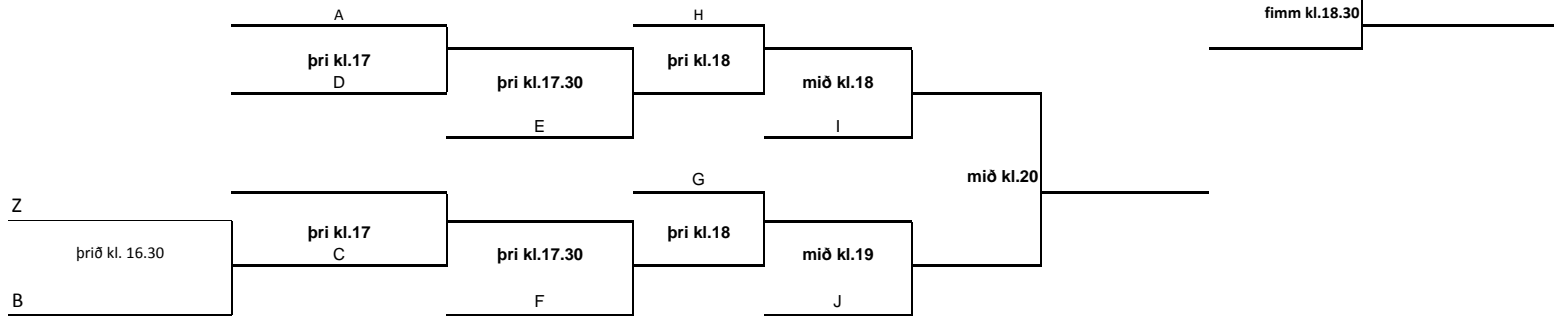 A
H
fimm kl.18.30
þri kl.17
þri kl.18
D
þri kl.17.30
mið kl.18
E
I
G
mið kl.20
Z
þri kl.17
þri kl.18
þrið kl. 16.30
C
þri kl.17.30
mið kl.19
B
F
J